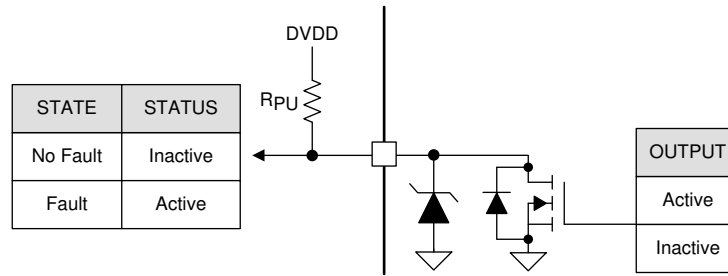 DVDD
RPU
STATE STATUS
No Fault Inactive
Fault Active
OUTPUT
Active
Inactive